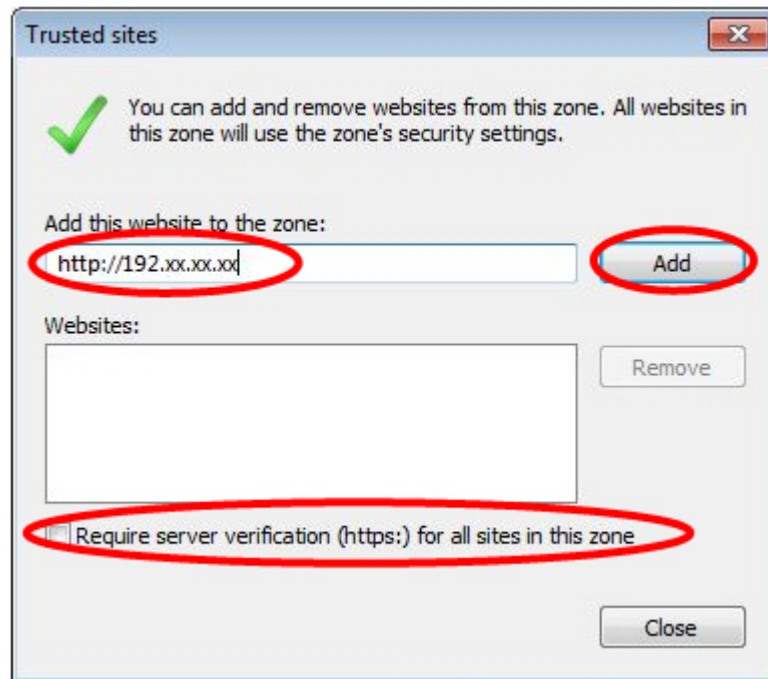 Trusted sites
You can add and remove websites from this zone. All websites in
this zone will use the zone's security settings.
Add this website to the zone:
http://192.xx.xx.xx
Add
Websites:
Remove
Require server verification (https:) for all sites in this zone
Close